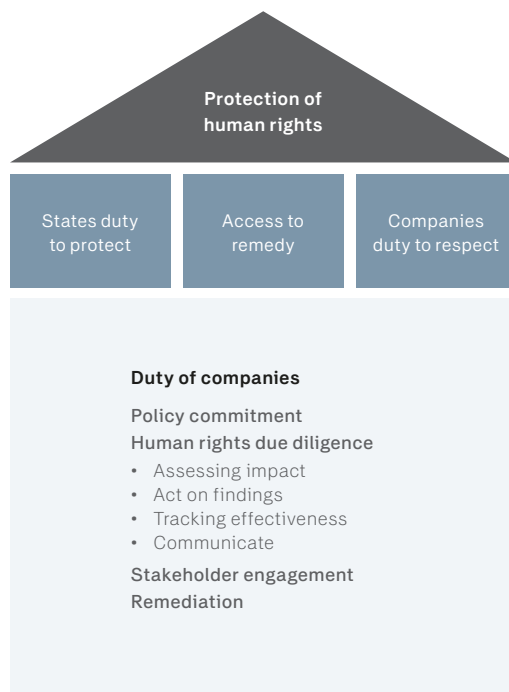 Protection of
human rights
States duty
to protect
Access to
remedy
Companies
duty to respect
Duty of companies
Policy commitment
Human rights due diligence
• Assessing impact
• Act on findings
• Tracking effectiveness
• Communicate
Stakeholder engagement
Remediation